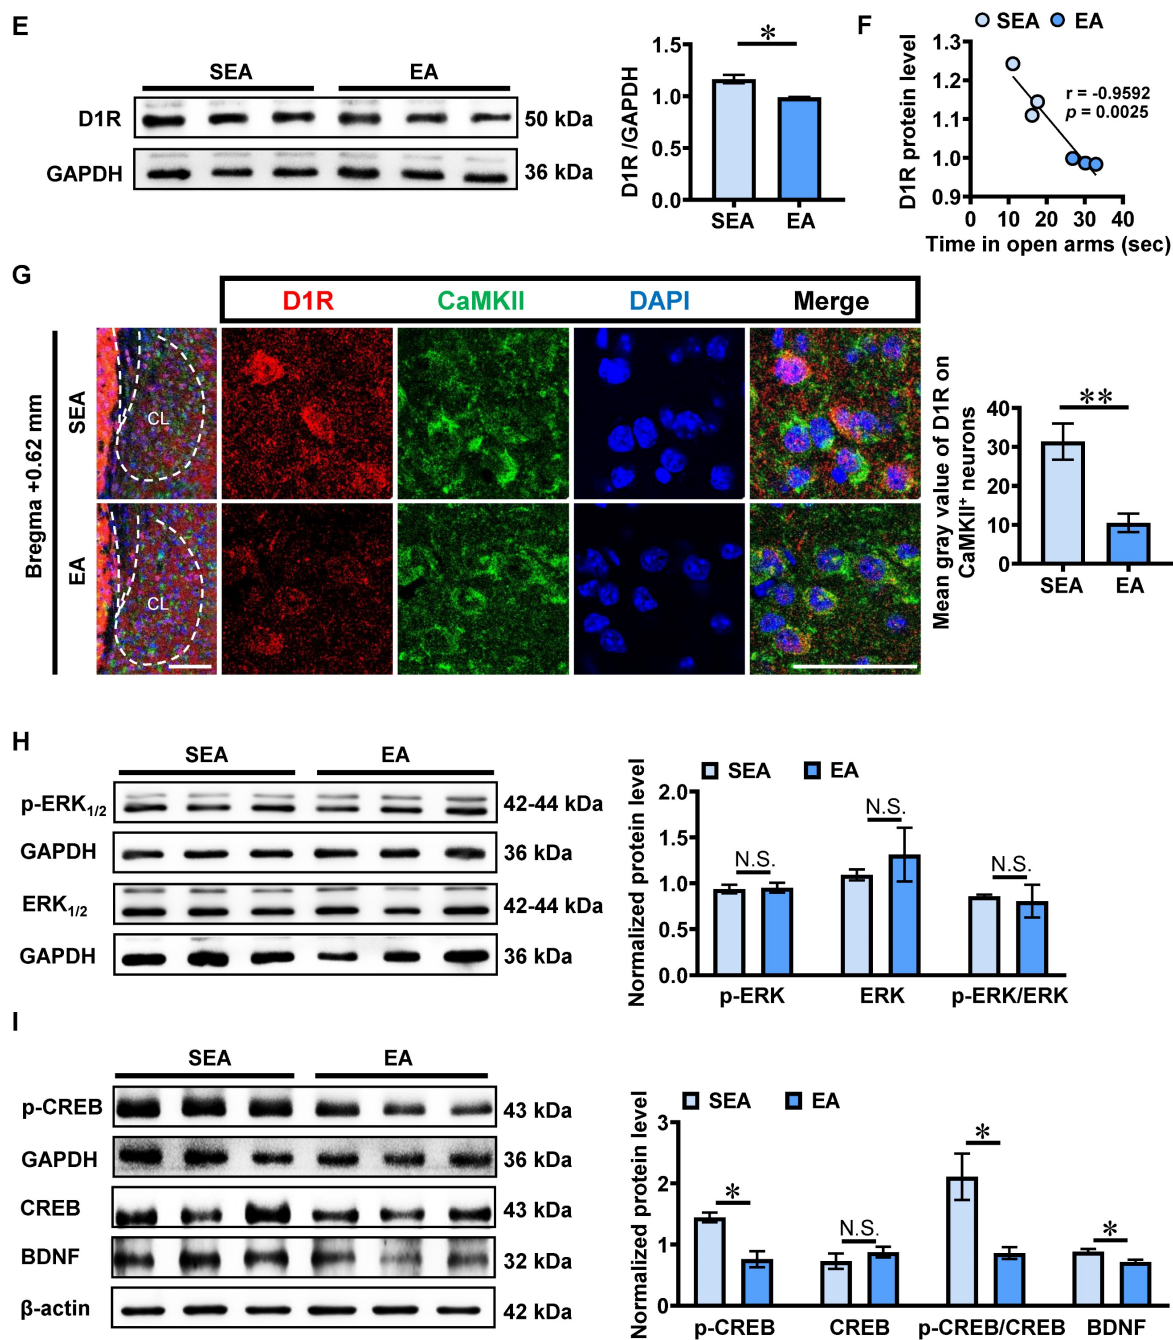 E
SEA EA
D1R 50 kDa
GAPDH 36 kDa
D1R /GAPDH
1.5
1.0
0.5
0.0
*
SEA EA
F
SEA EA
D1R protein level
1.3
1.2
1.1
1.0
0.9
r = -0.9592
p = 0.0025
0 10 20 30 40
Time in open arms (sec)
G
D1R CaMKII DAPI Merge
Bregma +0.62 mm
SEA
CL
EA
CL
Mean gray value of D1R on
CaMKII⁺ neurons
40
30
20
10
0
**
SEA EA
H
SEA EA
p-ERK₁/₂ 42-44 kDa
GAPDH 36 kDa
ERK₁/₂ 42-44 kDa
GAPDH 36 kDa
SEA EA
Normalized protein level
2.0
1.5
1.0
0.5
0.0
N.S.
N.S.
N.S.
p-ERK ERK p-ERK/ERK
I
SEA EA
p-CREB 43 kDa
GAPDH 36 kDa
CREB 43 kDa
BDNF 32 kDa
β-actin 42 kDa
SEA EA
Normalized protein level
3
2
1
0
*
N.S.
*
*
p-CREB CREB p-CREB/CREB BDNF